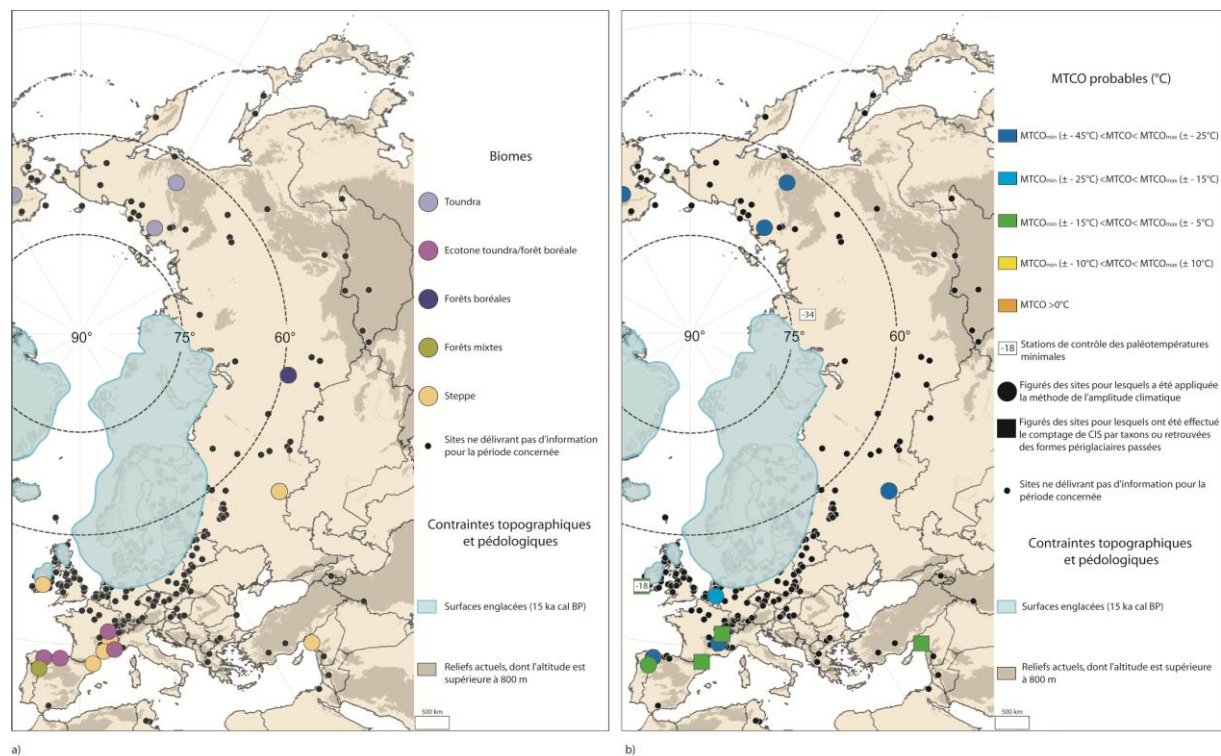 Biomes
Toundra
Ecotone toundra/forêt boréale
Forêts boréales
Forêts mixtes
Steppe
Sites ne délivrant pas d'information
pour la période concernée
Contraintes topographiques
et pédologiques
Surfaces englacées (15 ka cal BP)
Reliefs actuels, dont l'altitude est
supérieure à 800 m
500 km
90°
75°
60°
a)
MTCO probables (°C)
MTCOmin (± - 45°C) <MTCO< MTCOmax (± - 25°C)
MTCOmin (± - 25°C) <MTCO< MTCOmax (± - 15°C)
MTCOmin (± - 15°C) <MTCO< MTCOmax (± - 5°C)
MTCOmin (± - 10°C) <MTCO< MTCOmax (± 10°C)
MTCO >0°C
-18 Stations de contrôle des paléotempératures
minimales
Figurés des sites pour lesquels a été appliquée
la méthode de l'amplitude climatique
Figurés des sites pour lesquels ont été effectué
le comptage de CIS par taxons ou retrouvées
des formes périglaciaires passées
Sites ne délivrant pas d'information pour la
période concernée
Contraintes topographiques
et pédologiques
Surfaces englacées (15 ka cal BP)
Reliefs actuels, dont l'altitude est supérieure
à 800 m
500 km
-34
90°
75°
60°
-18
b)